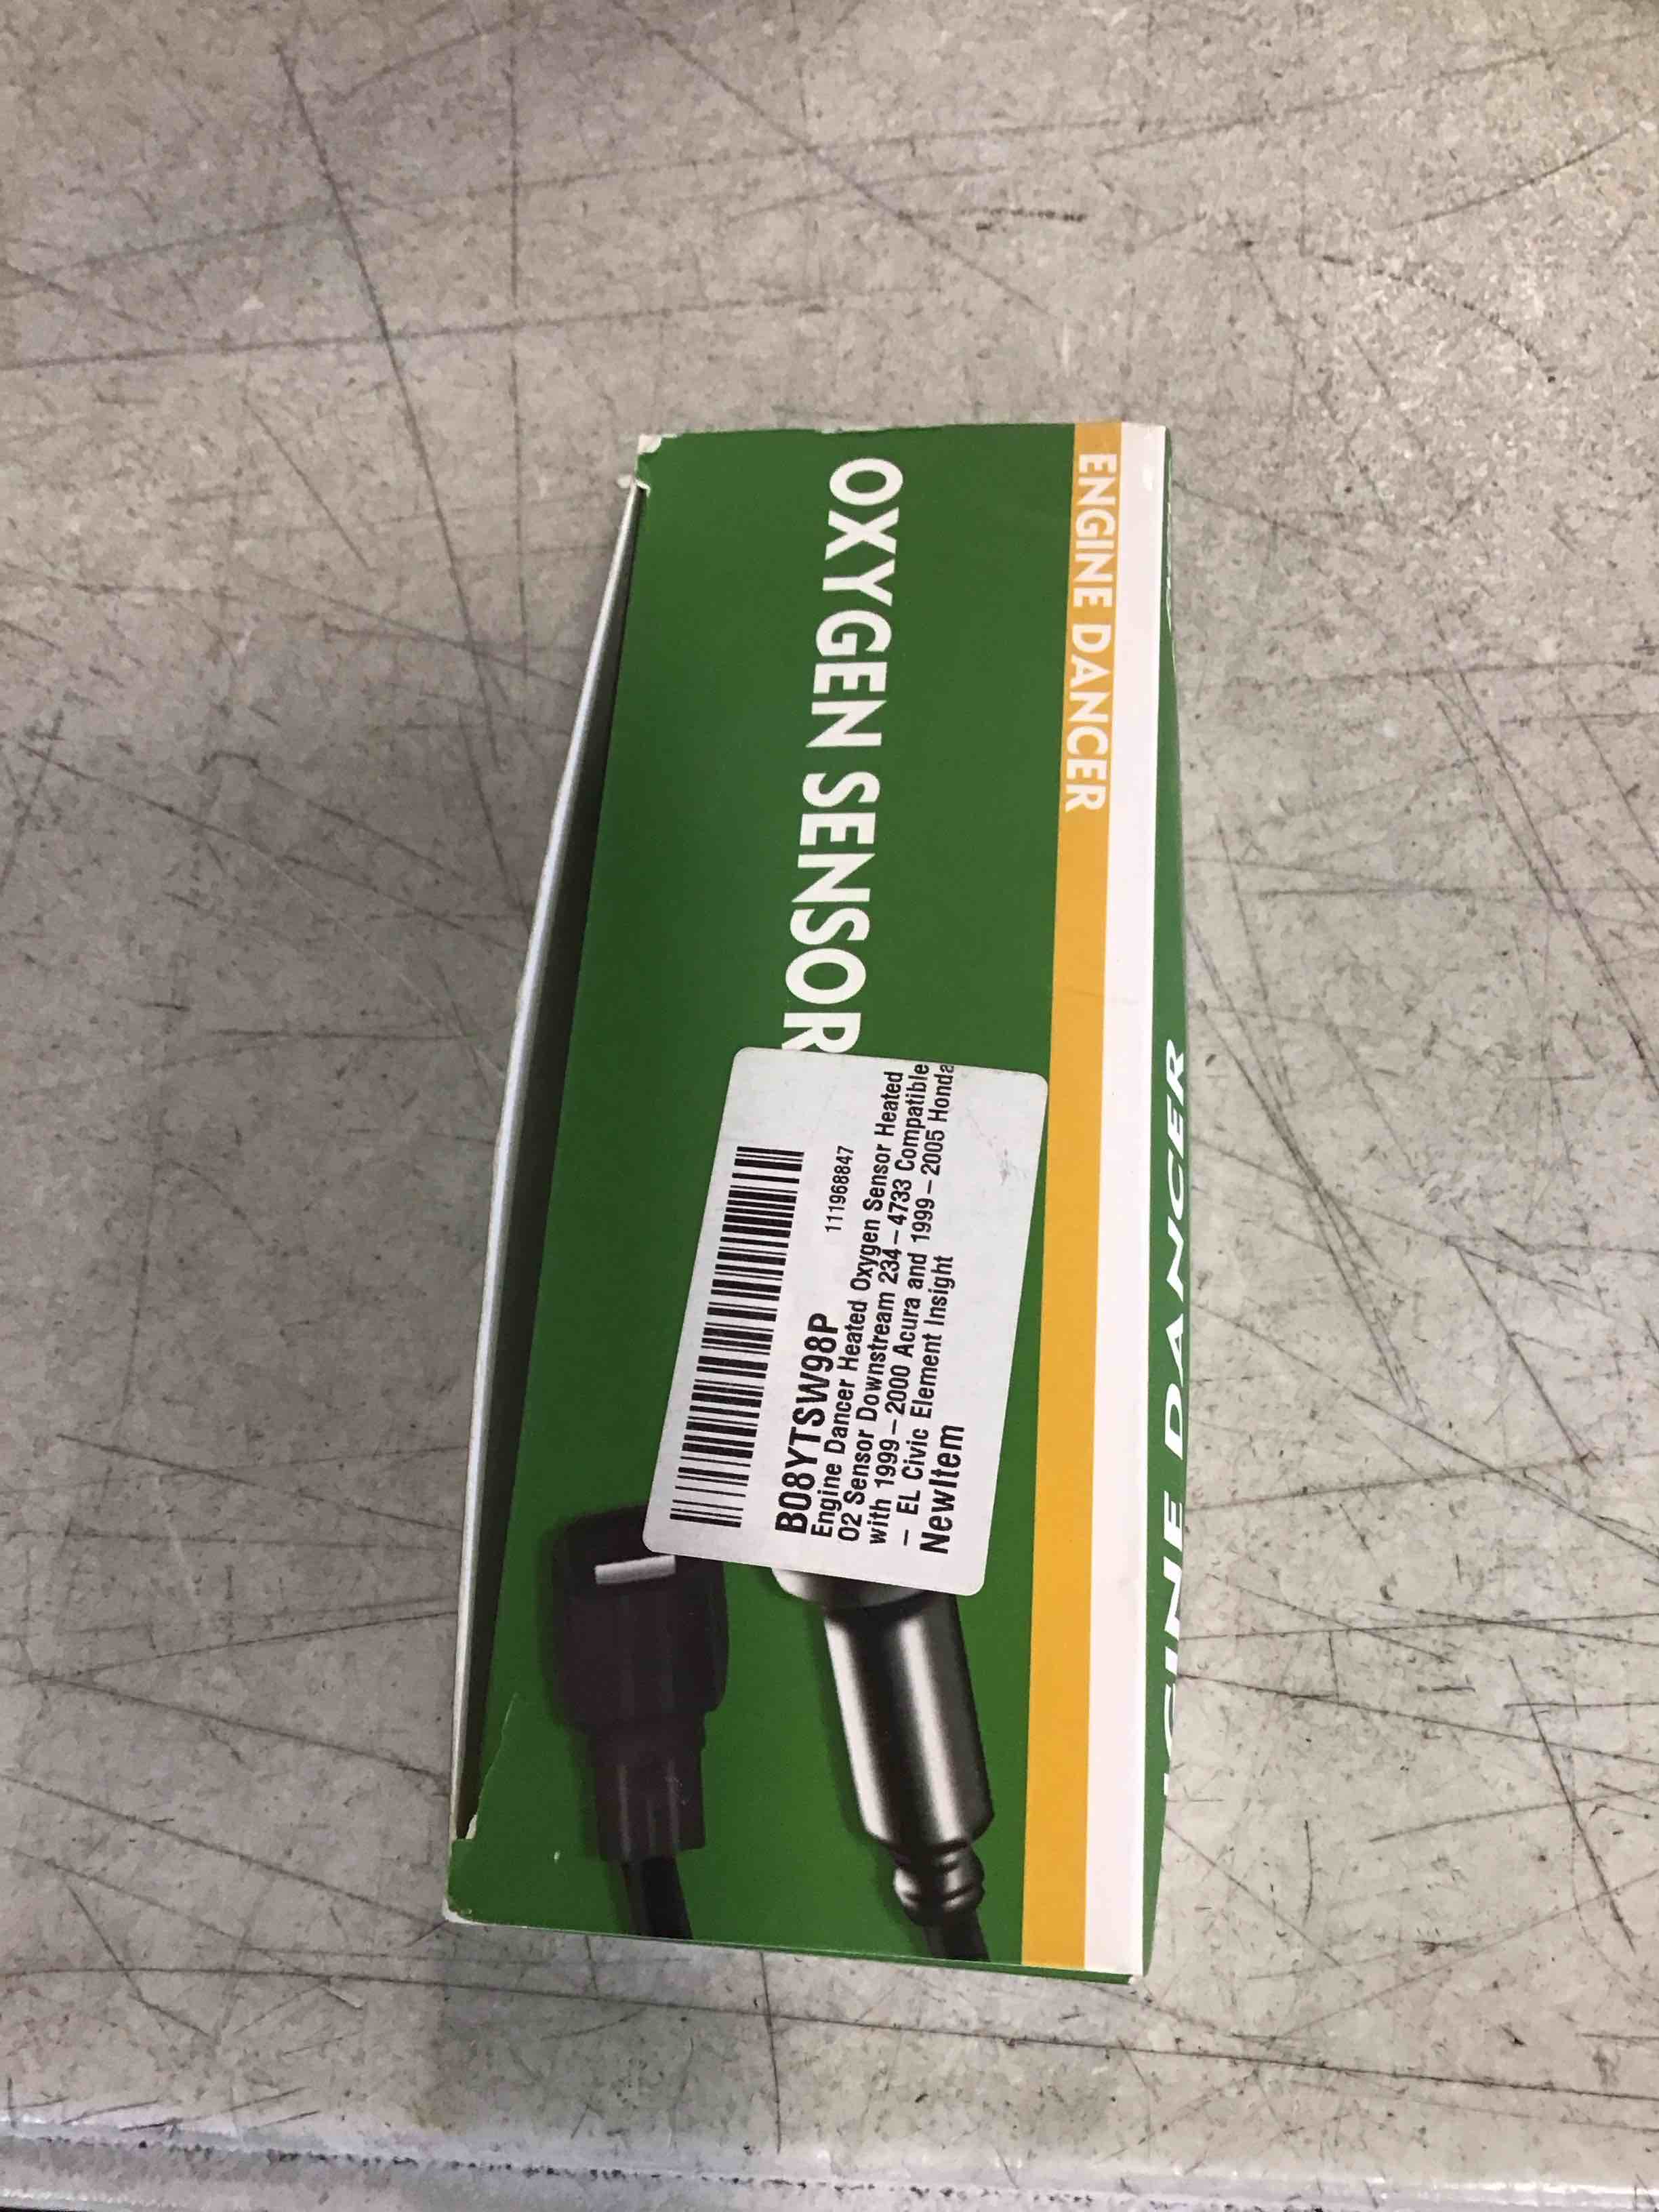 ENGINE DANCER
OXYGEN SENSOR
111968847
B08YTSW98P
Engine Dancer Heated Oxygen Sensor Heated
O2 Sensor Downstream 234-4733 Compatible
with 1999-2000 Acura and 1999-2005 Honda
- EL Civic Element Insight
NewItem
GINE DANCER